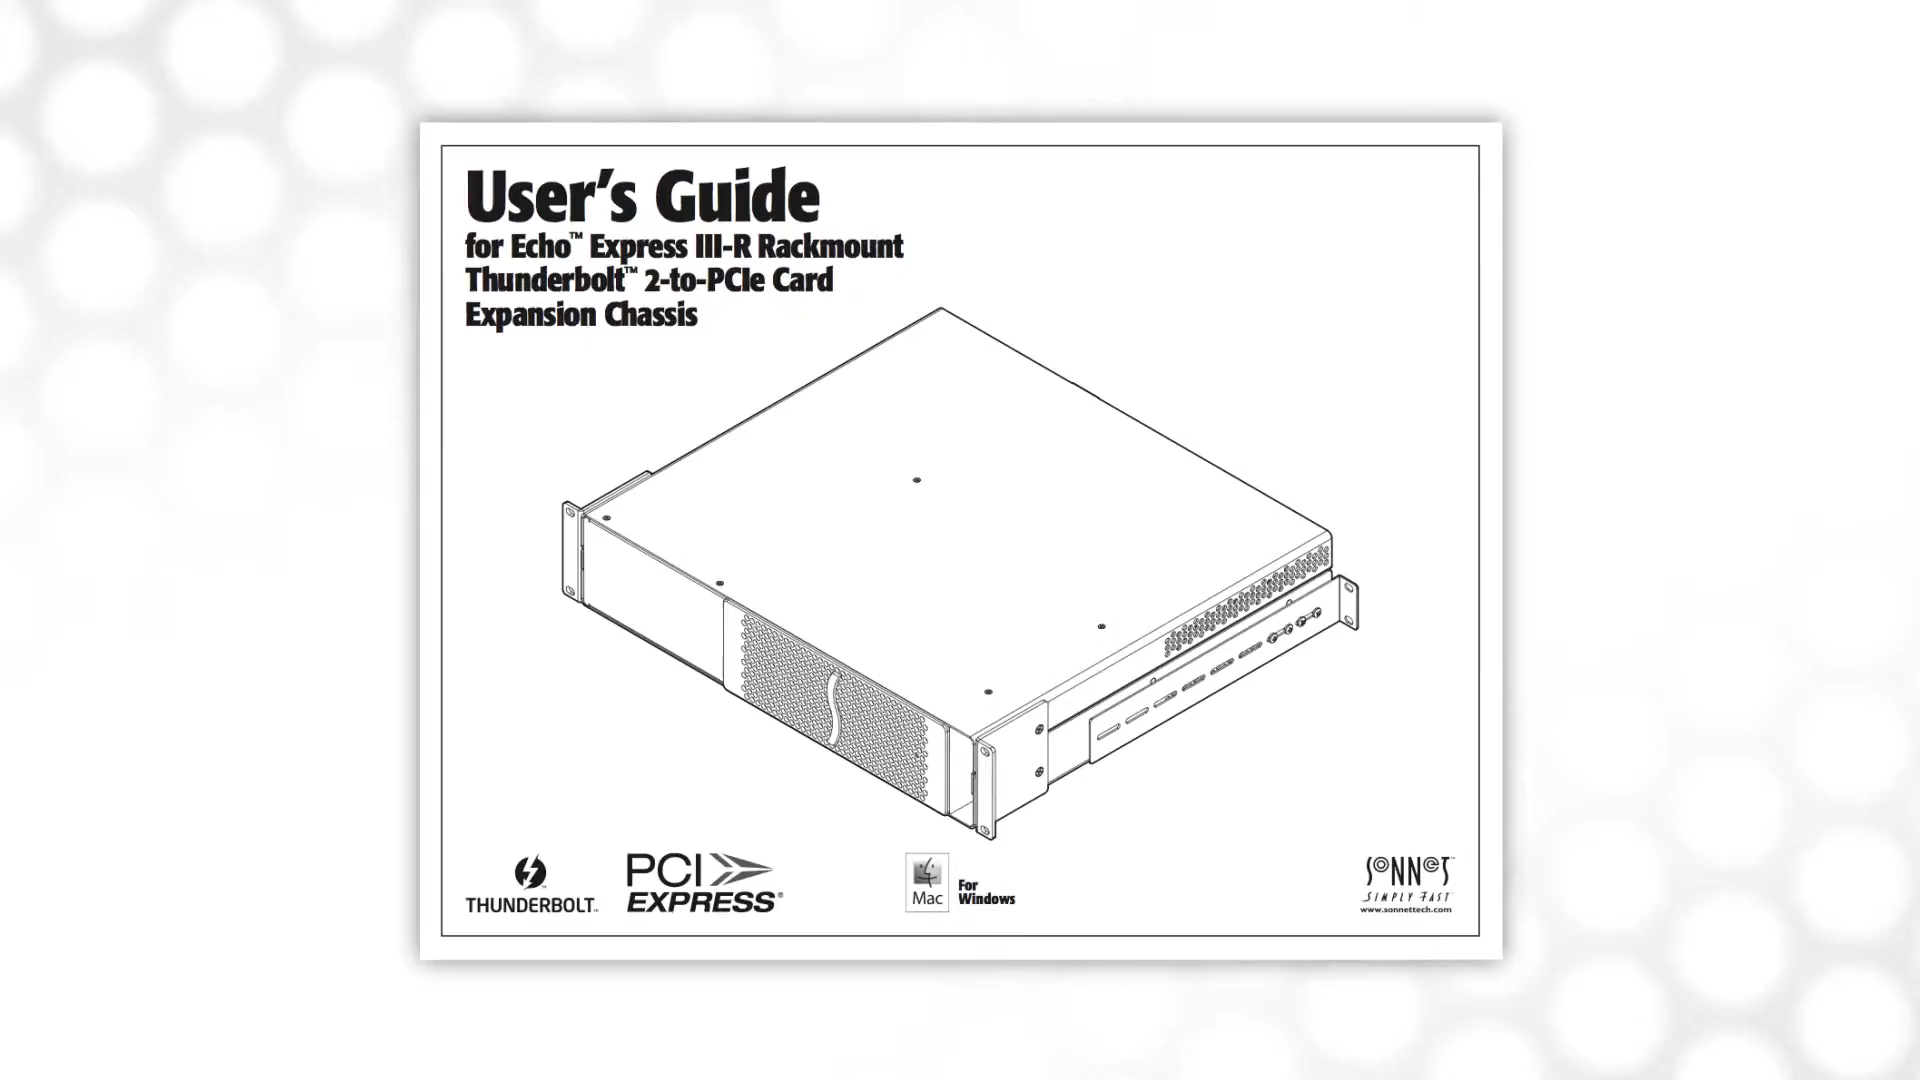 User's Guide
for Echo™ Express III-R Rackmount
Thunderbolt™ 2-to-PCIe Card
Expansion Chassis
THUNDERBOLT™
PCI
EXPRESS®
Mac
For
Windows
SONNET™
SIMPLY FAST
www.sonnettech.com